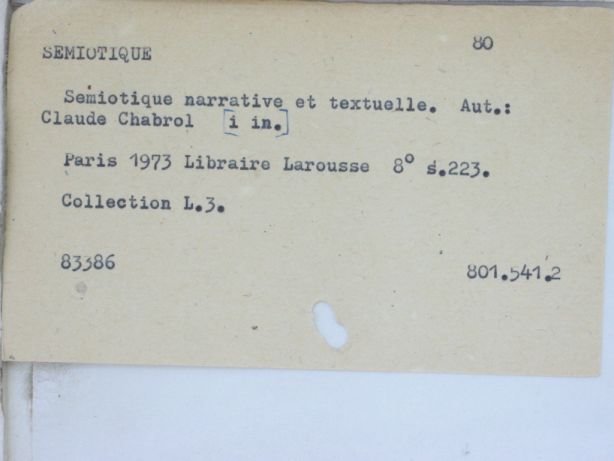 80
SEMIOTIQUE
Semiotique narrative et textuelle. Aut.:
Claude Chabrol [i in.]
Paris 1973 Libraire Larousse 8° s.223.
Collection L.3.
83386
801.541.2